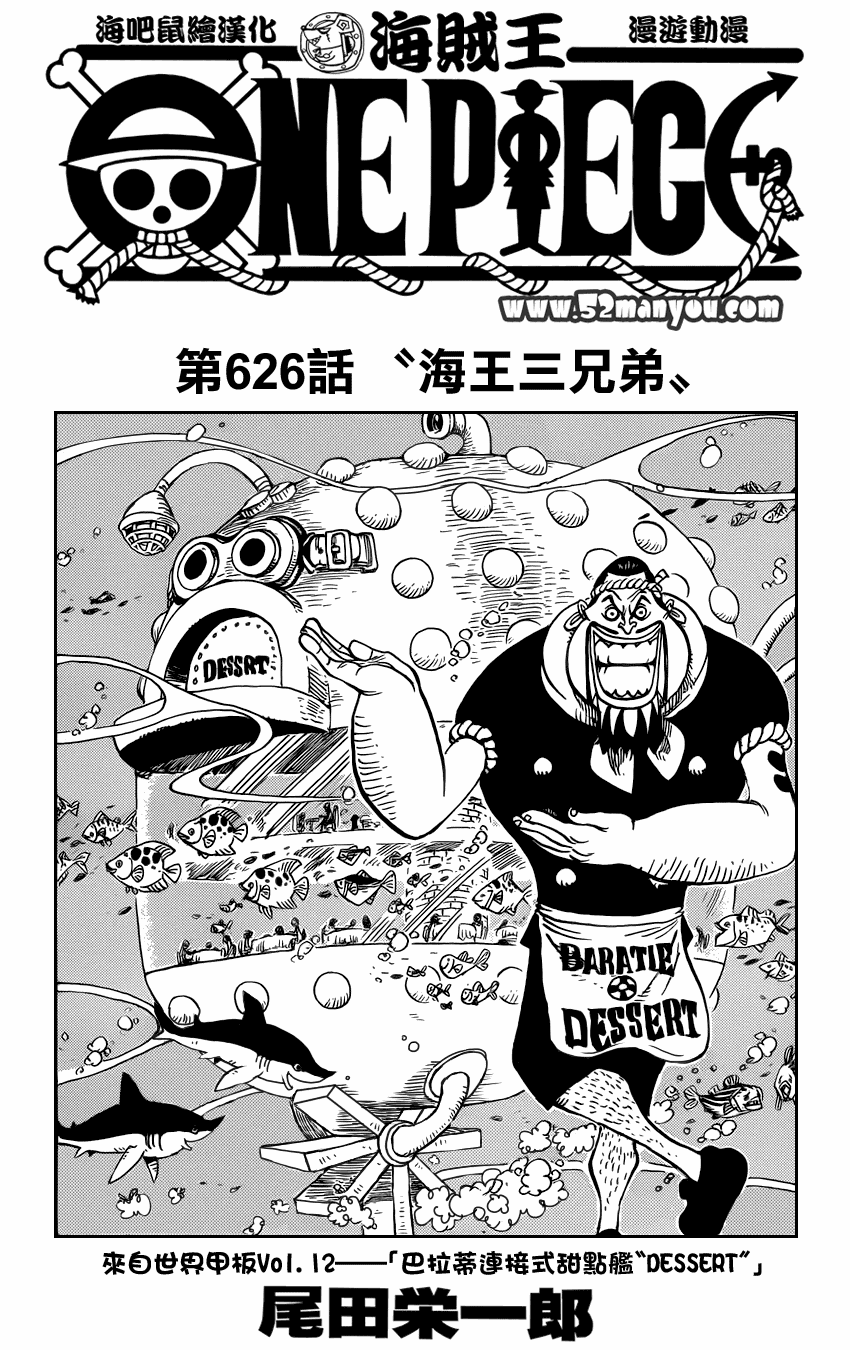 海吧鼠繪漢化
海賊王
漫遊動漫
ONE PIECE
www.52manyou.com
第626話 〝海王三兄弟〟
DESSRT
BARATIE
DESSERT
來自世界甲板Vol.12——「巴拉蒂連接式甜點艦〝DESSERT〞」
尾田栄一郎